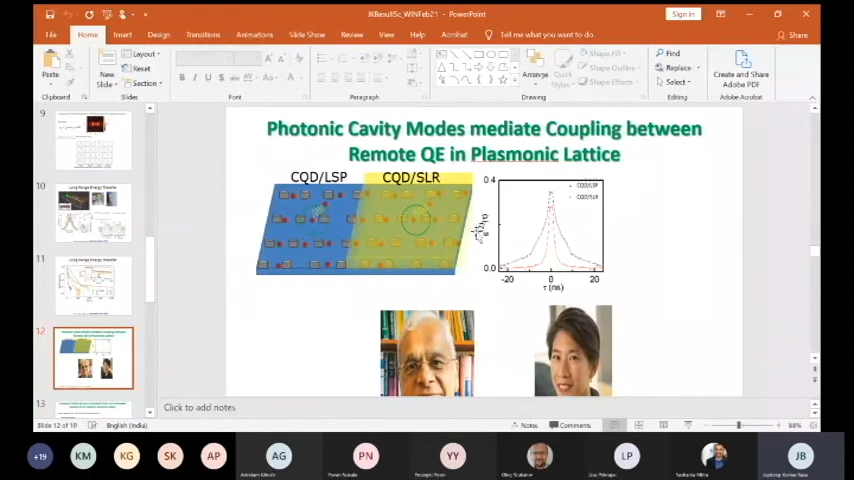 JKBasuIISc_WINFeb21 - PowerPoint
Sign in
File Home Insert Design Transitions Animations Slide Show Review View Help Acrobat Tell me what you want to do Share
Paste
Clipboard
New Slide
Layout
Reset
Section
Slides
Font
Paragraph
Arrange
Quick Styles
Shape Fill
Shape Outline
Shape Effects
Drawing
Find
Replace
Select
Editing
Create and Share Adobe PDF
Adobe Acrobat
9
10
Long Range Energy Transfer
11
Long Range Energy Transfer
12
13
Photonic Cavity Modes mediate Coupling between
Remote QE in Plasmonic Lattice
CQD/LSP CQD/SLR
0.4
0.0
-20 0 20
τ (ns)
CQD/LSP
CQD/SLR
Click to add notes
Slide 12 of 19 English (India)
Notes Comments
+19 KM KG SK AP AG PN YY LP JB